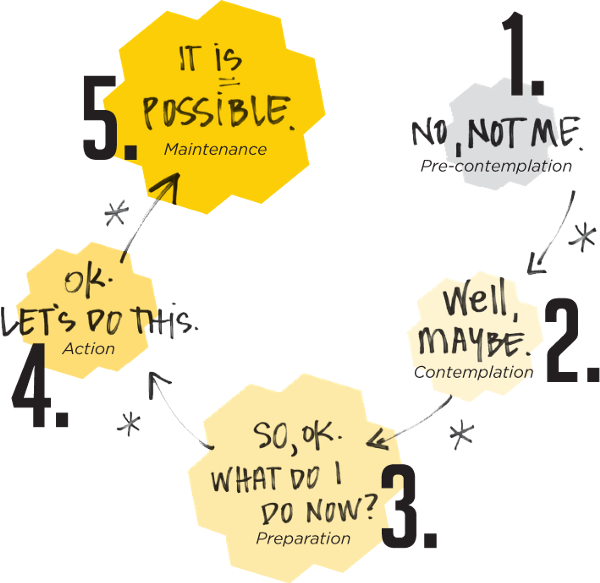 1.
NO, NOT ME.
Pre-contemplation
*
Well,
MAYBE.
Contemplation
2.
*
SO, OK.
WHAT DO I
DO NOW?
Preparation
3.
*
OK.
LET'S DO THIS.
Action
4.
*
IT IS
POSSIBLE.
Maintenance
5.